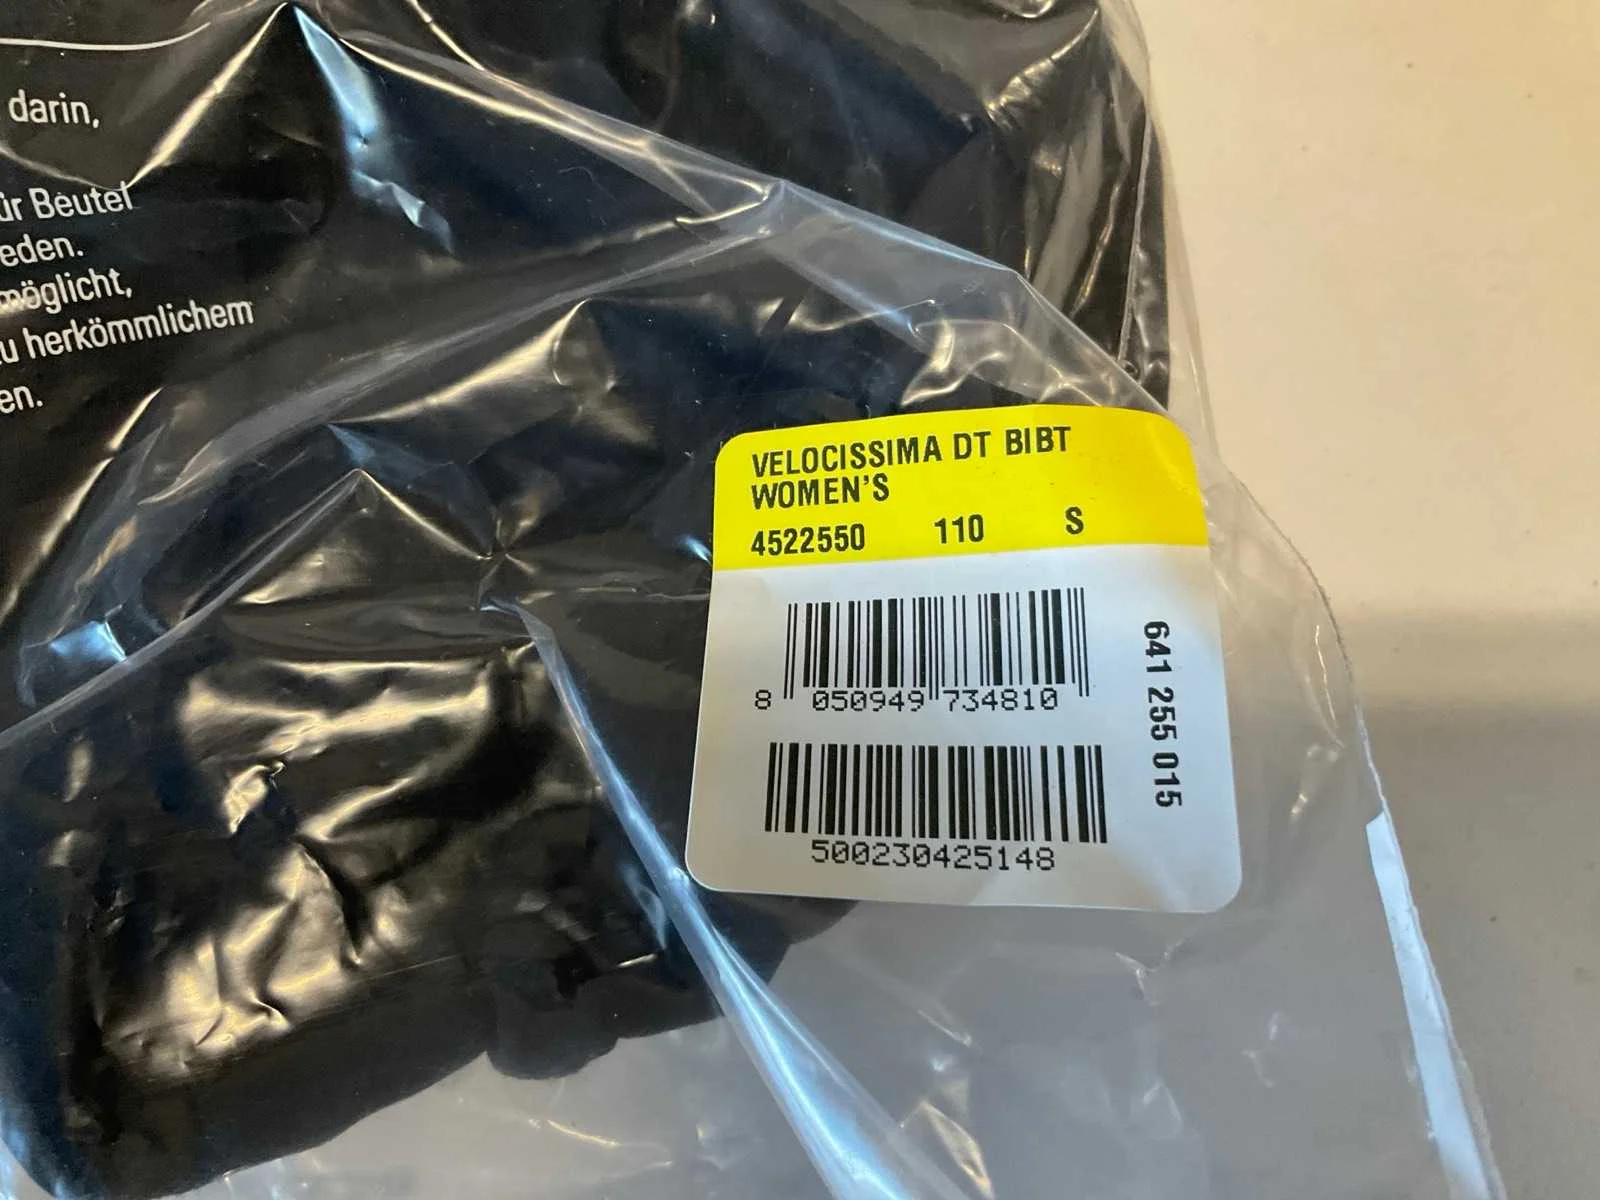 darin,
ür Beutel
eden.
möglicht,
u herkömmlichem
en.
VELOCISSIMA DT BIBT
WOMEN'S
4522550 110 S
8 050949 734810
500230425148
641 255 015